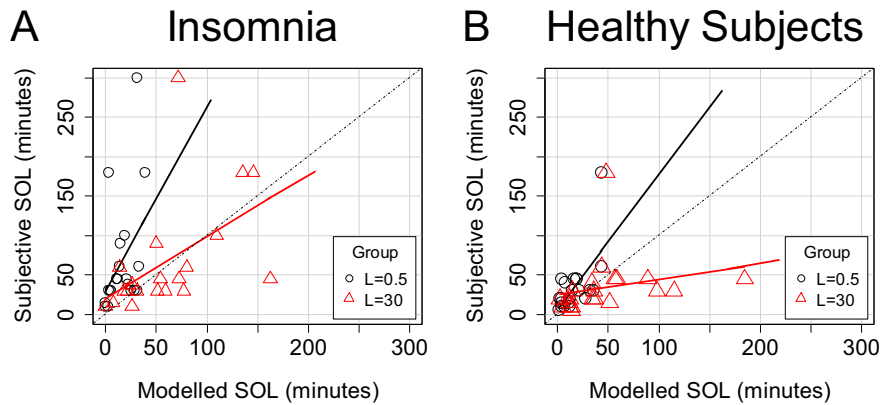 A
Insomnia
Subjective SOL (minutes)
0
50
150
250
0
50
100
200
300
Modelled SOL (minutes)
Group
L=0.5
L=30
B
Healthy Subjects
Subjective SOL (minutes)
0
50
150
250
0
50
100
200
300
Modelled SOL (minutes)
Group
L=0.5
L=30